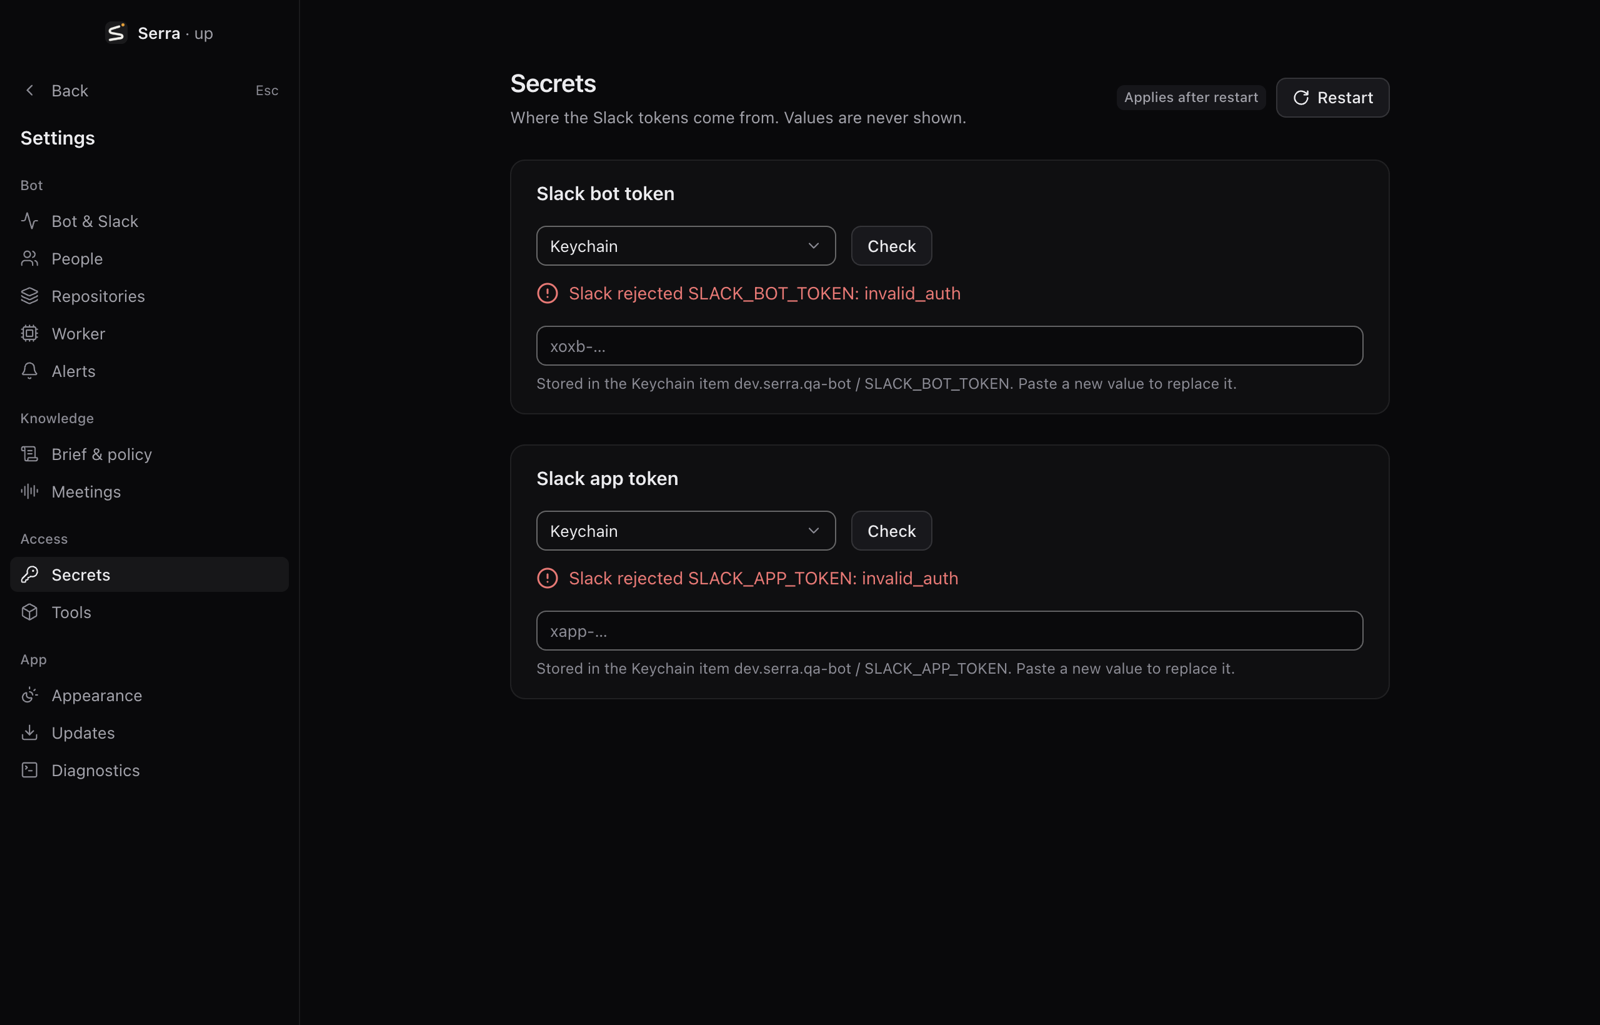 Serra · up
Back
Esc
Settings
Bot
Bot & Slack
People
Repositories
Worker
Alerts
Knowledge
Brief & policy
Meetings
Access
Secrets
Tools
App
Appearance
Updates
Diagnostics
Secrets
Where the Slack tokens come from. Values are never shown.
Applies after restart
Restart
Slack bot token
Keychain
Check
Slack rejected SLACK_BOT_TOKEN: invalid_auth
xoxb-...
Stored in the Keychain item dev.serra.qa-bot / SLACK_BOT_TOKEN. Paste a new value to replace it.
Slack app token
Keychain
Check
Slack rejected SLACK_APP_TOKEN: invalid_auth
xapp-...
Stored in the Keychain item dev.serra.qa-bot / SLACK_APP_TOKEN. Paste a new value to replace it.